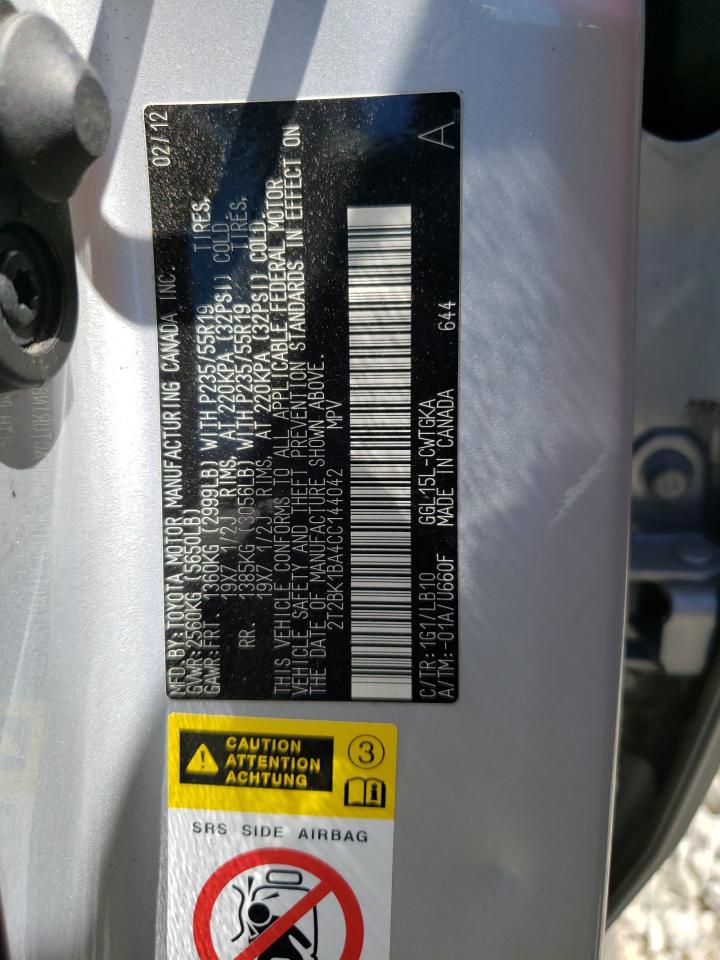 MFD.BY:TOYOTA MOTOR MANUFACTURING CANADA INC. 02/12
GVWR:2560KG (5650LB)
GAWR:FRT 1360KG (2999LB) WITH P235/55R19 TIRES,
19X7 1/2J RIMS, AT 220KPA (32PSI) COLD
RR 1385KG (3056LB) WITH P235/55R19 TIRES,
19X7 1/2J RIMS, AT 220KPA (32PSI) COLD.
THIS VEHICLE CONFORMS TO ALL APPLICABLE FEDERAL MOTOR
VEHICLE SAFETY AND THEFT PREVENTION STANDARDS IN EFFECT ON
THE DATE OF MANUFACTURE SHOWN ABOVE.
2T2BK1BA4CC144042 MPV A
C/TR:1G1/LB10 GGL15L-CWTGKA
A/TM:-01A/U660F MADE IN CANADA 644
CAUTION
ATTENTION
ACHTUNG
3
SRS SIDE AIRBAG